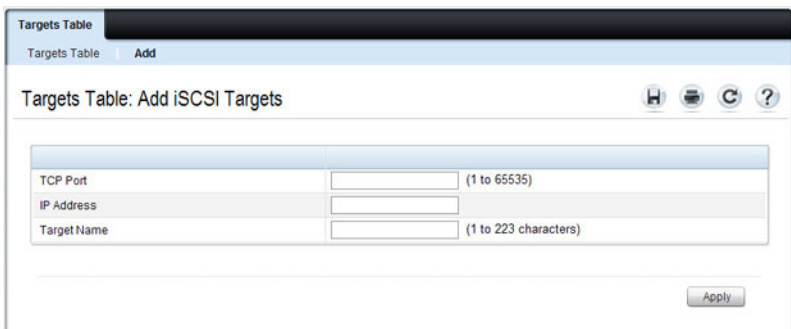 Targets Table
Targets Table Add
Targets Table: Add iSCSI Targets
TCP Port (1 to 65535)
IP Address
Target Name (1 to 223 characters)
Apply